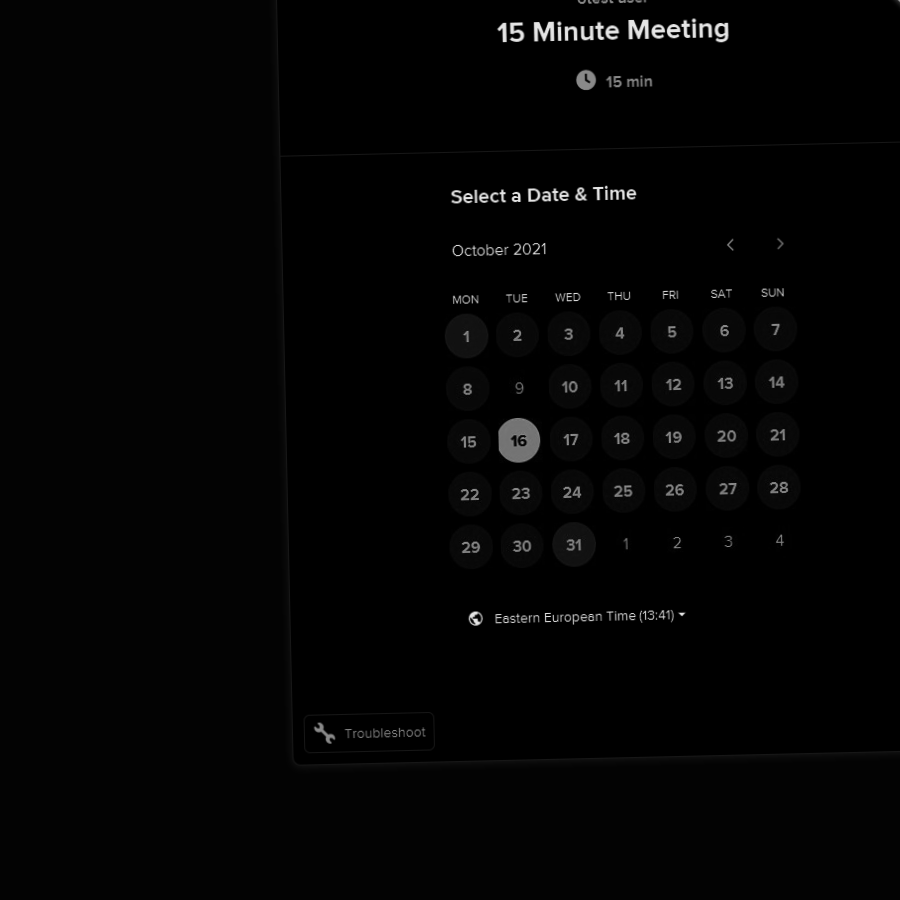 15 Minute Meeting
15 min
Select a Date & Time
October 2021
MON TUE WED THU FRI SAT SUN
1 2 3 4 5 6 7
8 9 10 11 12 13 14
15 16 17 18 19 20 21
22 23 24 25 26 27 28
29 30 31 1 2 3 4
Eastern European Time (13:41)
Troubleshoot